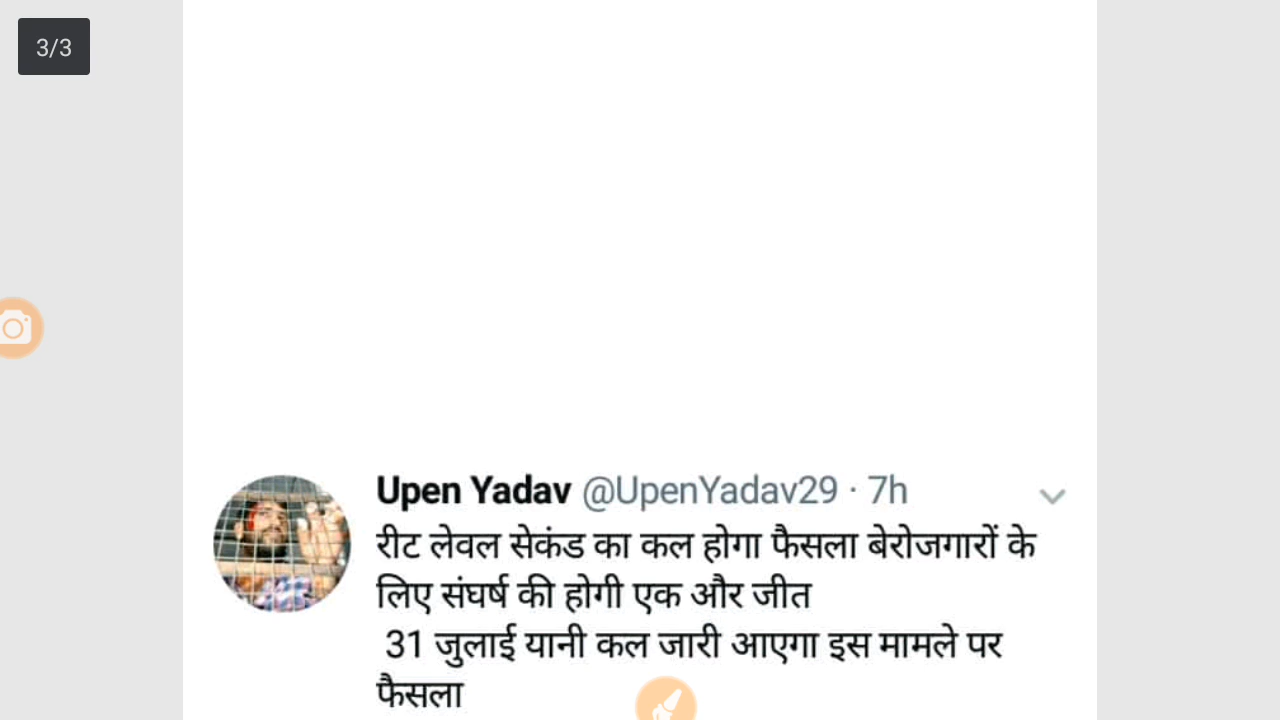 3/3
Upen Yadav @UpenYadav29 · 7h
रीट लेवल सेकंड का कल होगा फैसला बेरोजगारों के
लिए संघर्ष की होगी एक और जीत
31 जुलाई यानी कल जारी आएगा इस मामले पर
फैसला